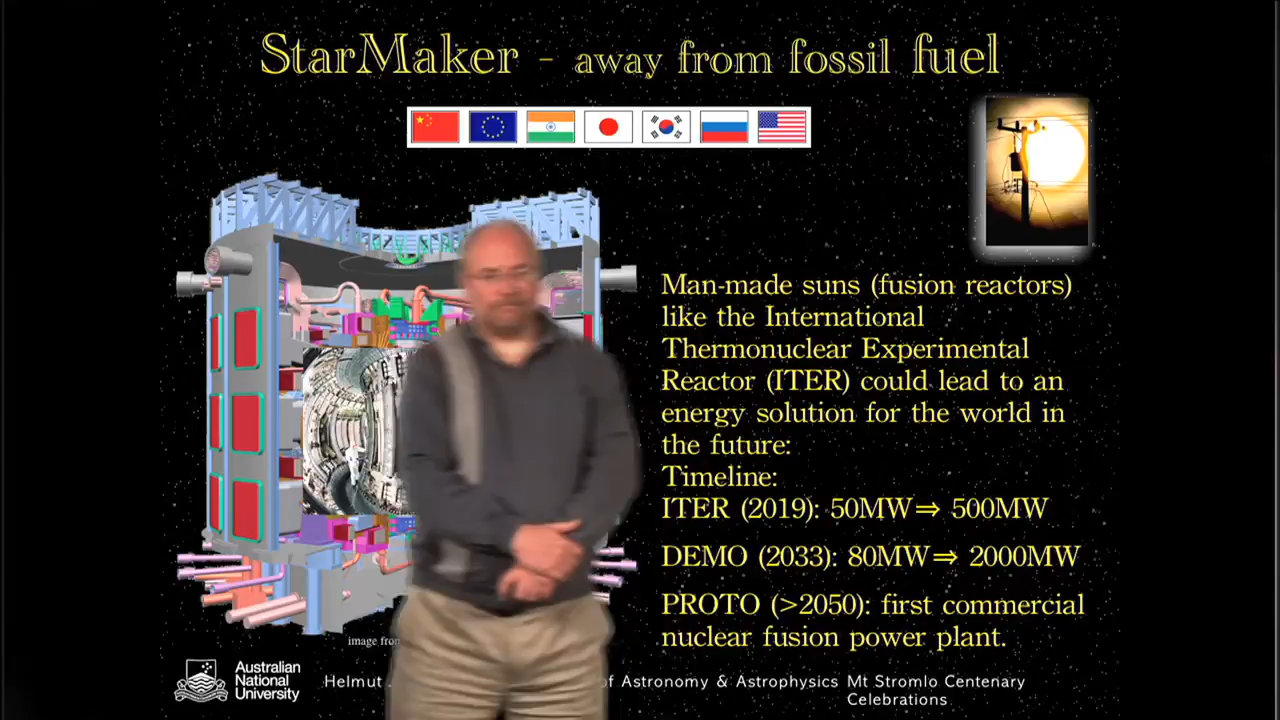 StarMaker - away from fossil fuel
Man-made suns (fusion reactors)
like the International
Thermonuclear Experimental
Reactor (ITER) could lead to an
energy solution for the world in
the future:
Timeline:
ITER (2019): 50MW⇒ 500MW
DEMO (2033): 80MW⇒ 2000MW
PROTO (>2050): first commercial
nuclear fusion power plant.
image from
Australian
National
University
Helmut
of Astronomy & Astrophysics
Mt Stromlo Centenary
Celebrations